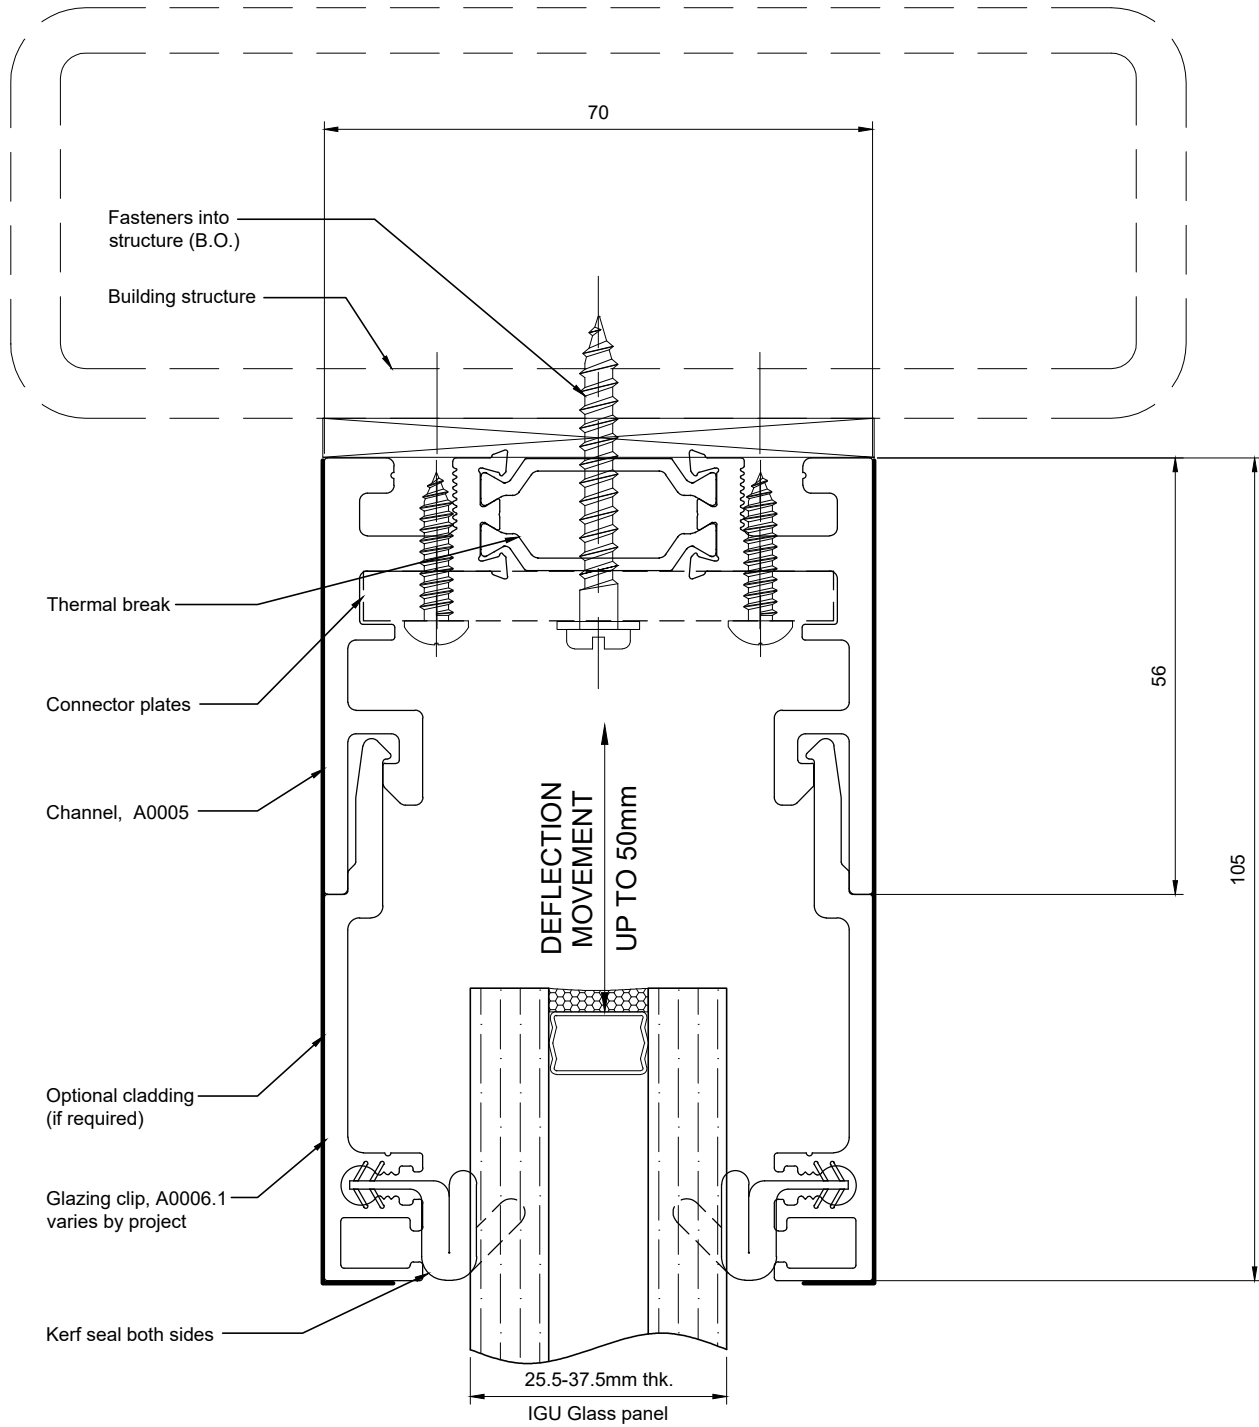 70
Fasteners into
structure (B.O.)
Building structure
Thermal break
Connector plates
56
Channel, A0005
DEFLECTION
MOVEMENT
UP TO 50mm
105
Optional cladding
(if required)
Glazing clip, A0006.1
varies by project
Kerf seal both sides
25.5-37.5mm thk.
IGU Glass panel